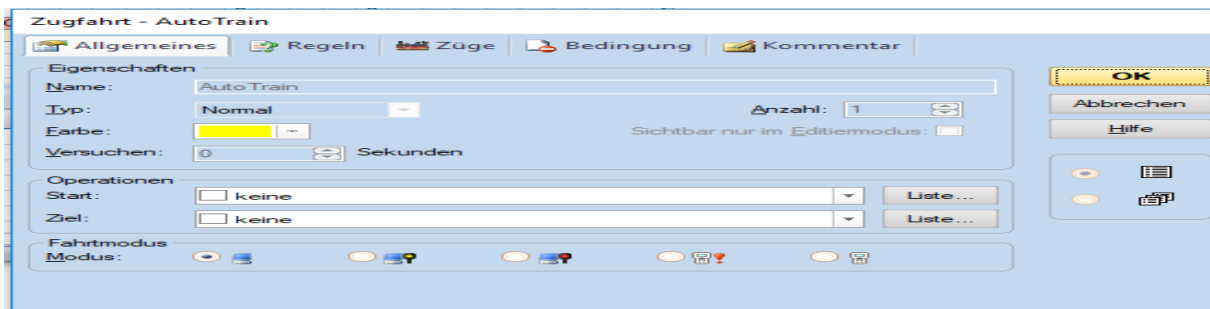 Zugfahrt - AutoTrain
Allgemeines Regeln Züge Bedingung Kommentar
Eigenschaften
Name: AutoTrain
Typ: Normal Anzahl: 1
Farbe: Sichtbar nur im Editiermodus:
Versuchen: 0 Sekunden
Operationen
Start: keine Liste...
Ziel: keine Liste...
Fahrtmodus
Modus:
OK
Abbrechen
Hilfe